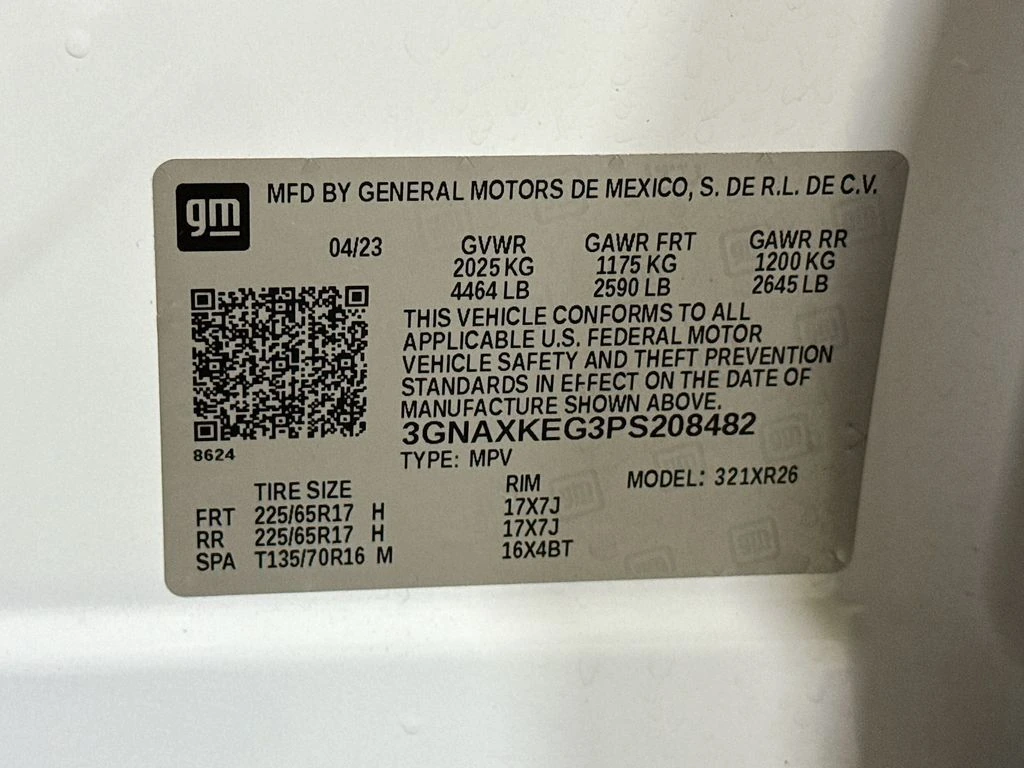 gm
MFD BY GENERAL MOTORS DE MEXICO, S. DE R.L. DE C.V.
04/23 GVWR GAWR FRT GAWR RR
2025 KG 1175 KG 1200 KG
4464 LB 2590 LB 2645 LB
THIS VEHICLE CONFORMS TO ALL
APPLICABLE U.S. FEDERAL MOTOR
VEHICLE SAFETY AND THEFT PREVENTION
STANDARDS IN EFFECT ON THE DATE OF
MANUFACTURE SHOWN ABOVE.
3GNAXKEG3PS208482
8624
TYPE: MPV
MODEL: 321XR26
TIRE SIZE RIM
FRT 225/65R17 H 17X7J
RR 225/65R17 H 17X7J
SPA T135/70R16 M 16X4BT